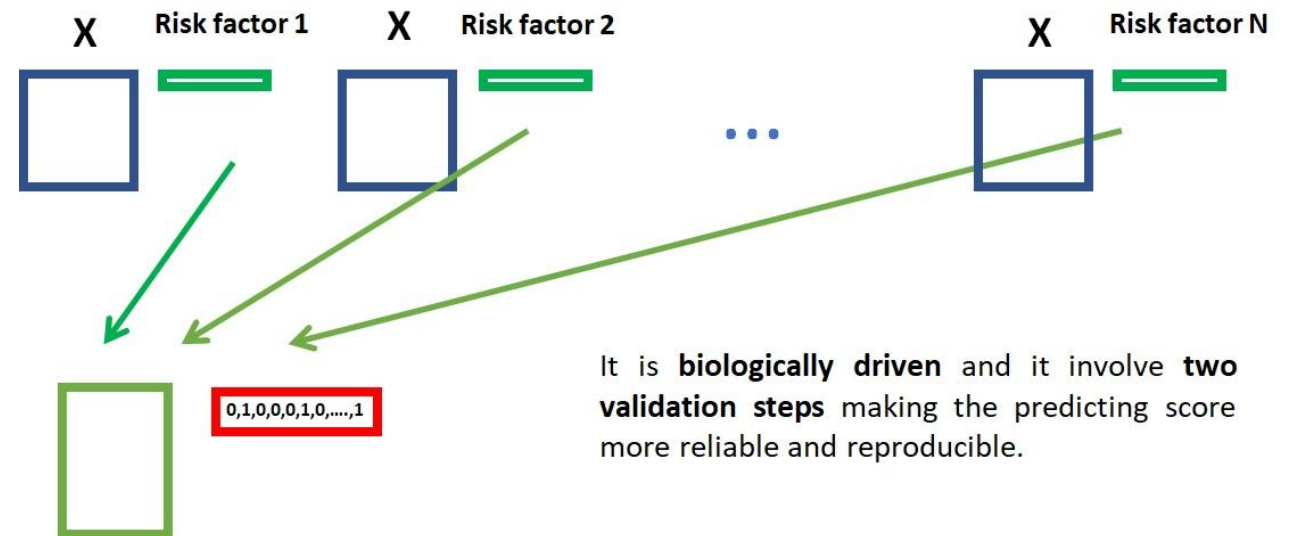 X Risk factor 1 X Risk factor 2 X Risk factor N
...
0,1,0,0,0,1,0,....,1
It is biologically driven and it involve two
validation steps making the predicting score
more reliable and reproducible.